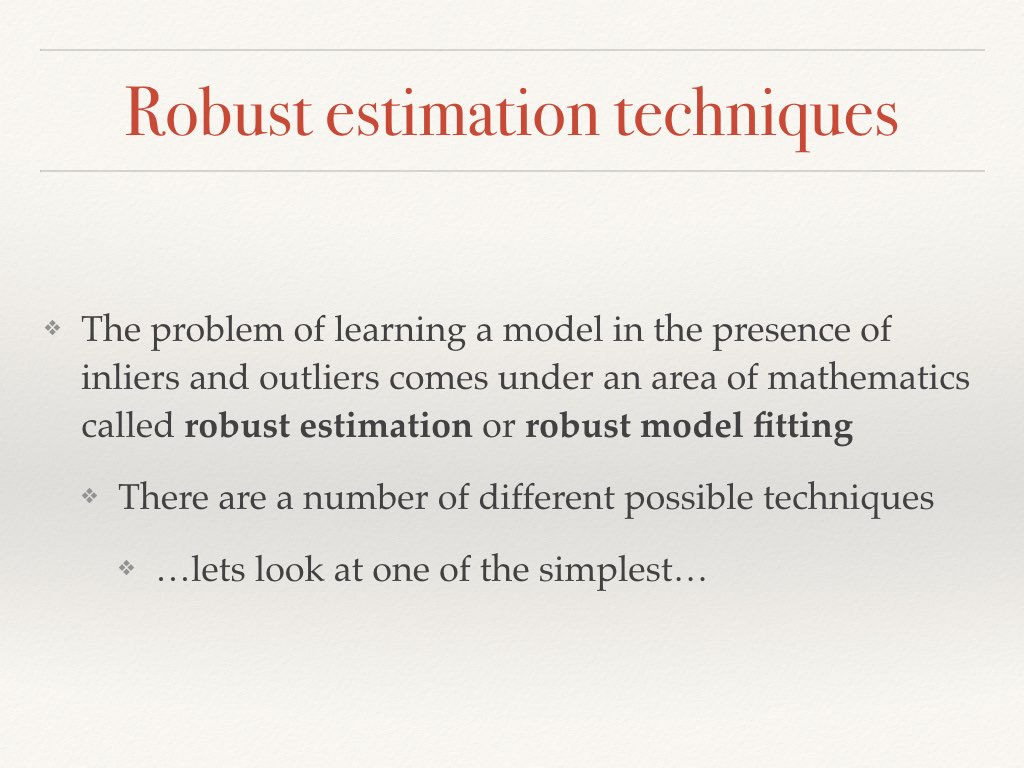 Robust estimation techniques
❖ The problem of learning a model in the presence of
inliers and outliers comes under an area of mathematics
called robust estimation or robust model fitting
❖ There are a number of different possible techniques
❖ …lets look at one of the simplest…